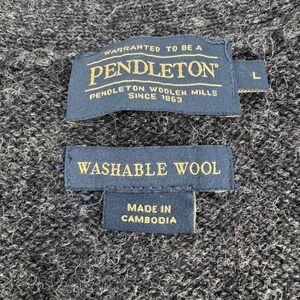 WARRANTED TO BE A
PENDLETON®
PENDLETON WOOLEN MILLS
SINCE 1863
L
WASHABLE WOOL
MADE IN
CAMBODIA